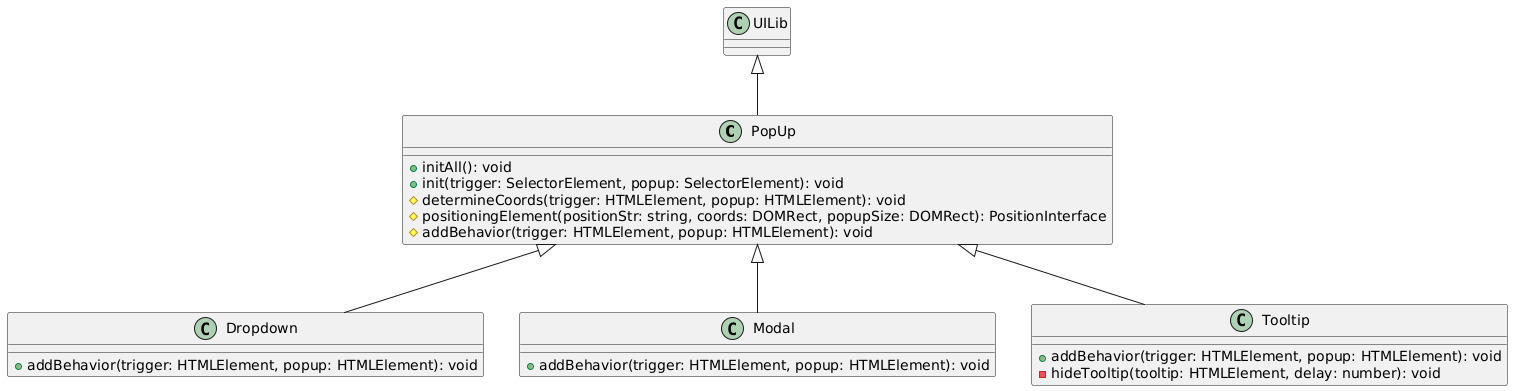 C UILib
C PopUp
initAll(): void
init(trigger: SelectorElement, popup: SelectorElement): void
determineCoords(trigger: HTMLElement, popup: HTMLElement): void
positioningElement(positionStr: string, coords: DOMRect, popupSize: DOMRect): PositionInterface
addBehavior(trigger: HTMLElement, popup: HTMLElement): void
C Dropdown
addBehavior(trigger: HTMLElement, popup: HTMLElement): void
C Modal
addBehavior(trigger: HTMLElement, popup: HTMLElement): void
C Tooltip
addBehavior(trigger: HTMLElement, popup: HTMLElement): void
hideTooltip(tooltip: HTMLElement, delay: number): void